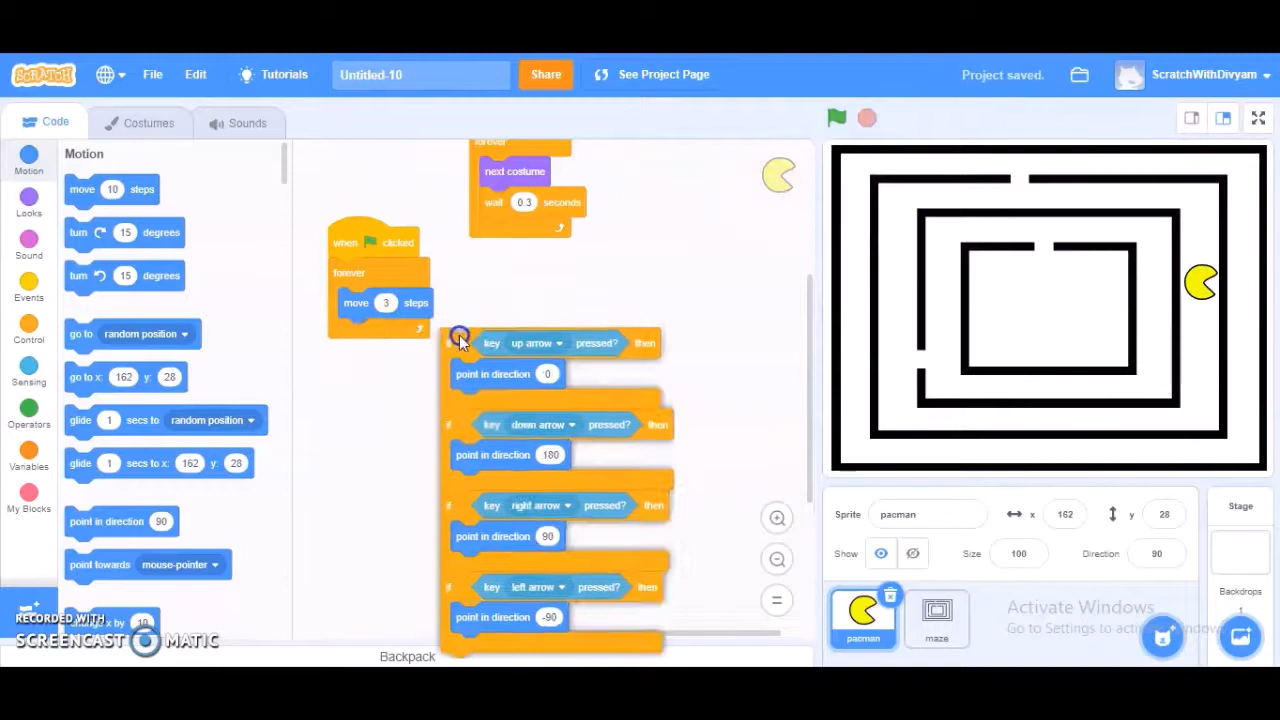 SCRATCH
File
Edit
Tutorials
Untitled-10
Share
See Project Page
Project saved.
ScratchWithDivyam
Code
Costumes
Sounds
Motion
Looks
Sound
Events
Control
Sensing
Operators
Variables
My Blocks
Motion
move 10 steps
turn 15 degrees
turn 15 degrees
go to random position
go to x: 162 y: 28
glide 1 secs to random position
glide 1 secs to x: 162 y: 28
point in direction 90
point towards mouse-pointer
change x by 10
forever
next costume
wait 0.3 seconds
when clicked
forever
move 3 steps
key up arrow pressed? then
point in direction 0
if key down arrow pressed? then
point in direction 180
if key right arrow pressed? then
point in direction 90
if key left arrow pressed? then
point in direction -90
Backpack
Sprite pacman x 162 y 28
Show Size 100 Direction 90
pacman
maze
Stage
Backdrops
1
Activate Windows
Go to Settings to activate Windows.
RECORDED WITH
SCREENCAST MATIC